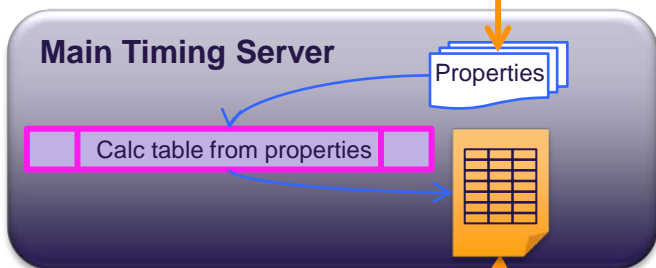 Main Timing Server
Properties
Calc table from properties